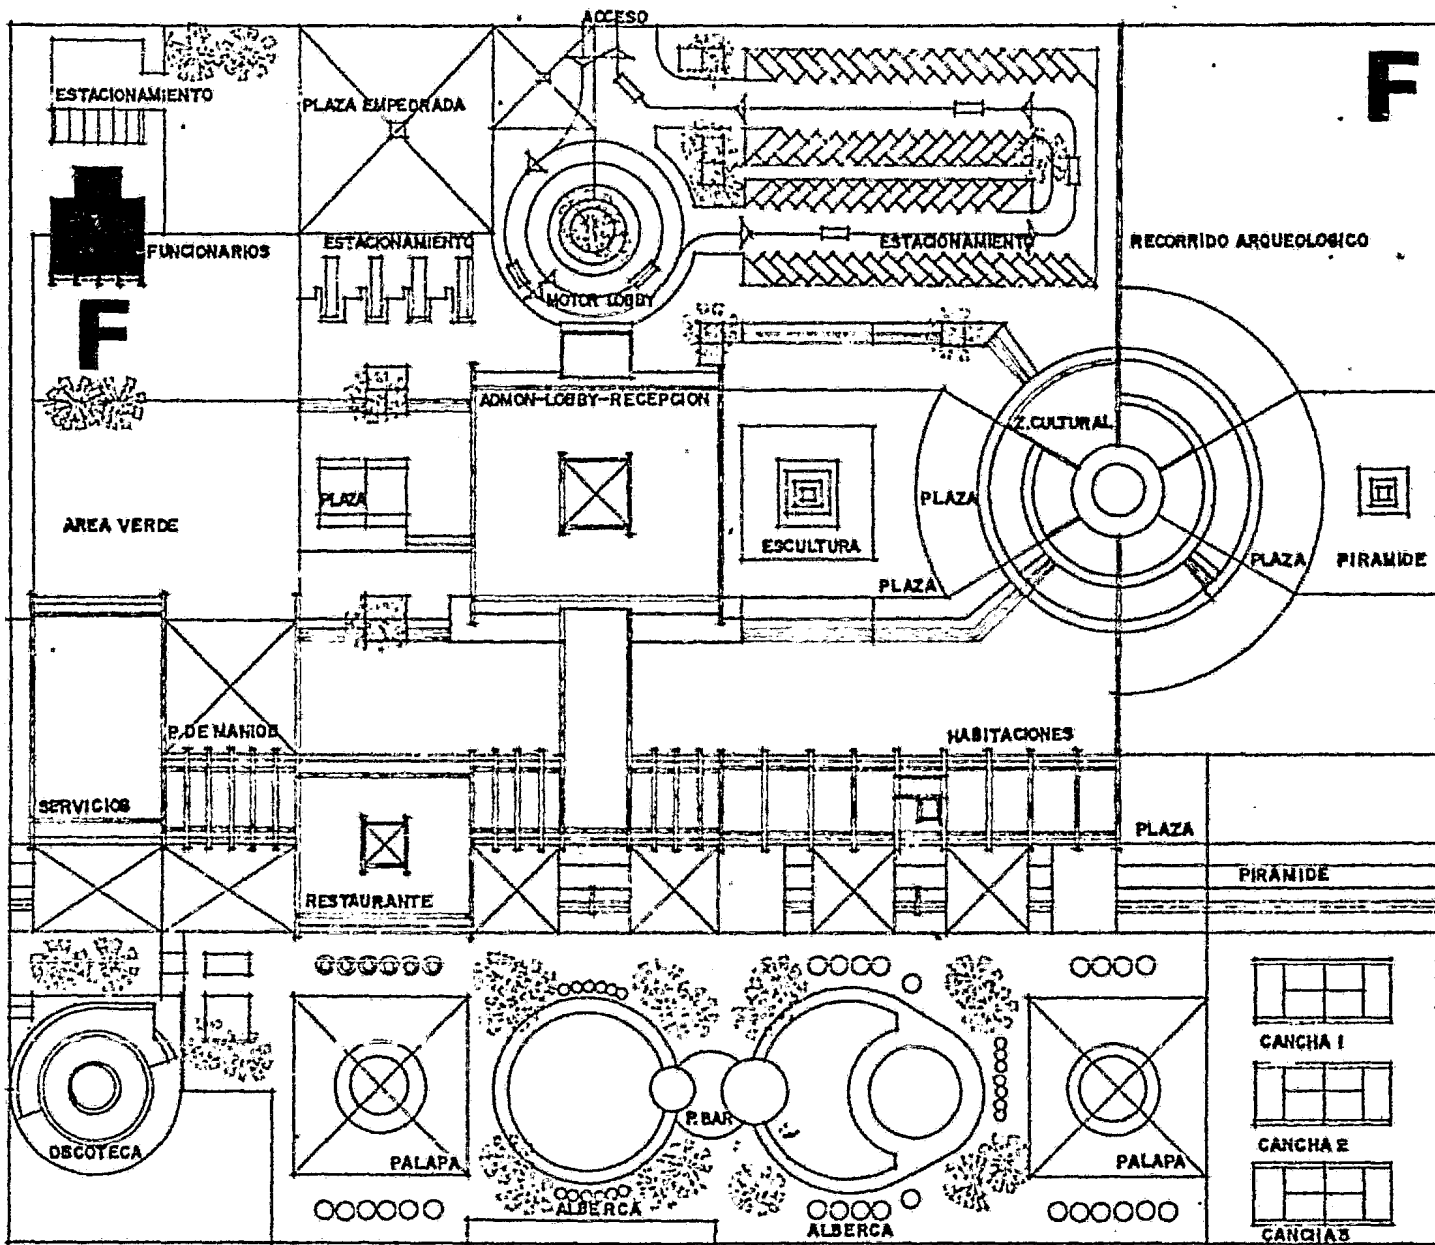 ACCESO
F
ESTACIONAMIENTO
PLAZA EMPEDRADA
FUNCIONARIOS
ESTACIONAMIENTO
ESTACIONAMIENTO
RECORRIDO ARQUEOLOGICO
MOTOR LOBBY
F
ADMON-LOBBY-RECEPCION
Z. CULTURAL
PLAZA
PLAZA
AREA VERDE
ESCULTURA
PLAZA
PLAZA
PIRAMIDE
P. DE MANIOB
HABITACIONES
SERVICIOS
PLAZA
RESTAURANTE
PIRAMIDE
CANCHA 1
P. BAR
DSCOTECA
PALAPA
PALAPA
CANCHA 2
ALBERCA
ALBERCA
CANCHA 3